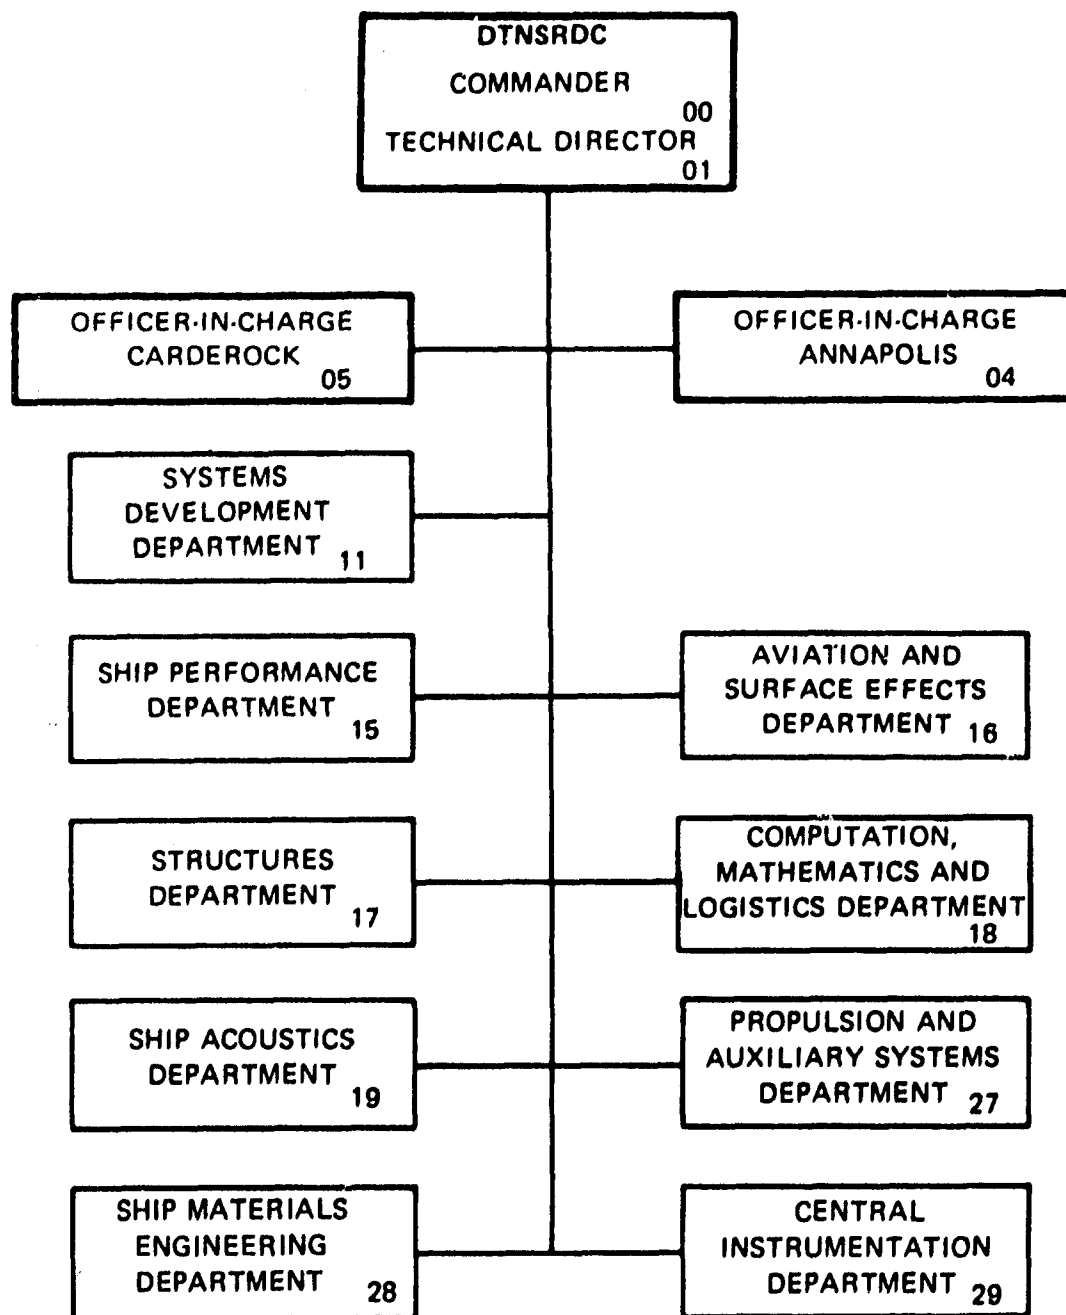 DTNSRDC
COMMANDER
00
TECHNICAL DIRECTOR
01
OFFICER-IN-CHARGE
CARDEROCK
05
OFFICER-IN-CHARGE
ANNAPOLIS
04
SYSTEMS
DEVELOPMENT
DEPARTMENT
11
SHIP PERFORMANCE
DEPARTMENT
15
AVIATION AND
SURFACE EFFECTS
DEPARTMENT
16
STRUCTURES
DEPARTMENT
17
COMPUTATION,
MATHEMATICS AND
LOGISTICS DEPARTMENT
18
SHIP ACOUSTICS
DEPARTMENT
19
PROPULSION AND
AUXILIARY SYSTEMS
DEPARTMENT
27
SHIP MATERIALS
ENGINEERING
DEPARTMENT
28
CENTRAL
INSTRUMENTATION
DEPARTMENT
29